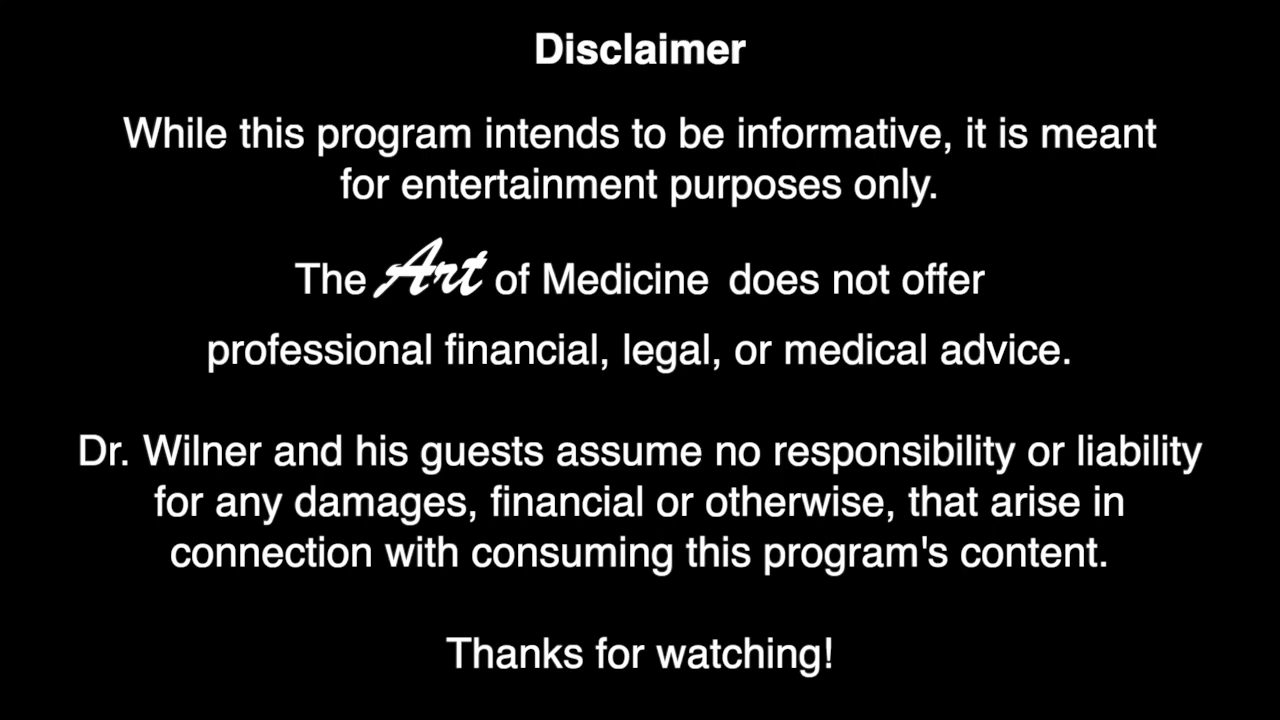 Disclaimer
While this program intends to be informative, it is meant
for entertainment purposes only.
The Art of Medicine does not offer
professional financial, legal, or medical advice.
Dr. Wilner and his guests assume no responsibility or liability
for any damages, financial or otherwise, that arise in
connection with consuming this program's content.
Thanks for watching!